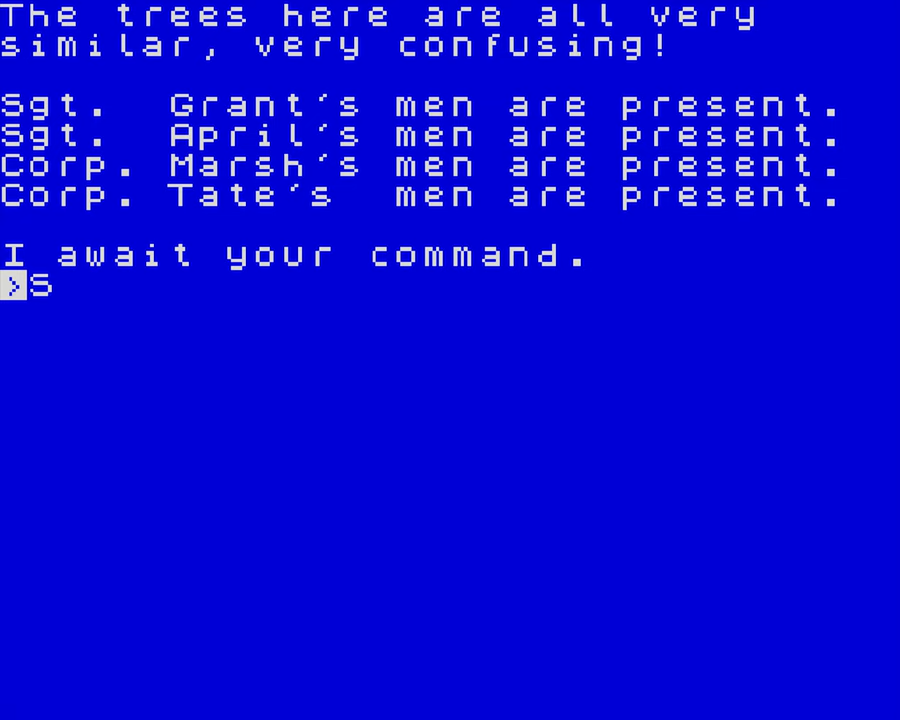 The trees here are all very
similar, very confusing!
Sgt.  Grant's men are present.
Sgt.  April's men are present.
Corp. Marsh's men are present.
Corp. Tate's  men are present.
I await your command.
>S